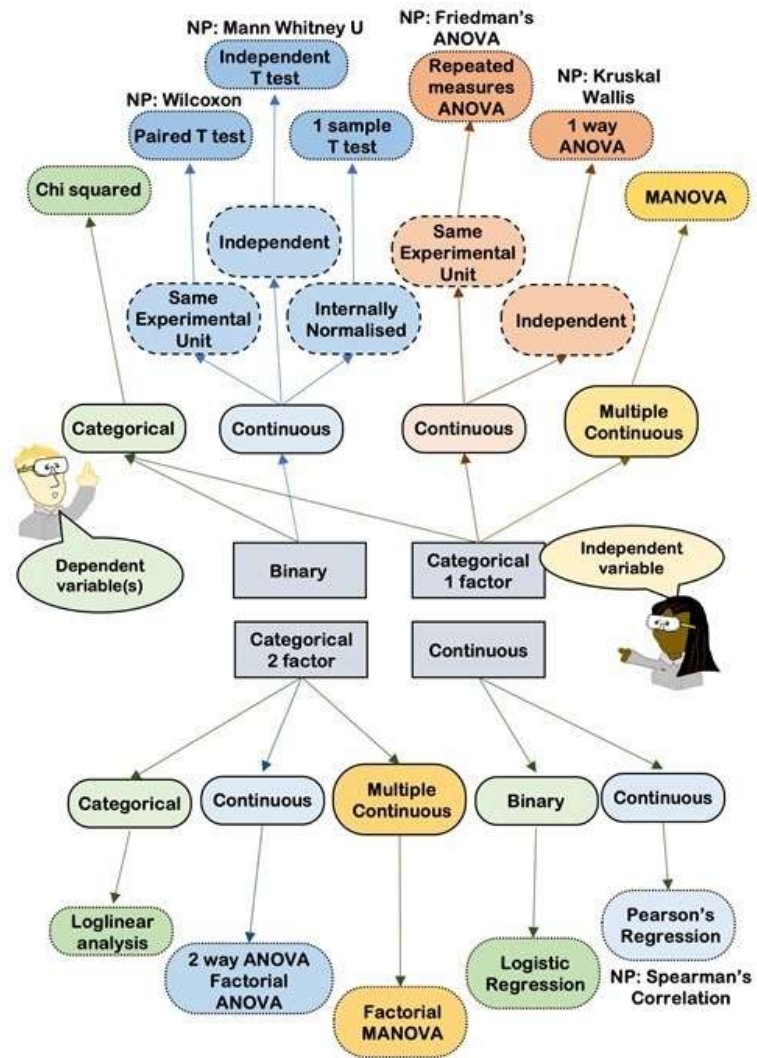 NP: Mann Whitney U
Independent
T test
NP: Wilcoxon
Paired T test
1 sample
T test
NP: Friedman's
ANOVA
Repeated
measures
ANOVA
NP: Kruskal
Wallis
1 way
ANOVA
Chi squared
MANOVA
Independent
Same
Experimental
Unit
Internally
Normalised
Same
Experimental
Unit
Independent
Categorical
Continuous
Continuous
Multiple
Continuous
Dependent
variable(s)
Binary
Categorical
1 factor
Independent
variable
Categorical
2 factor
Continuous
Categorical
Continuous
Multiple
Continuous
Binary
Continuous
Loglinear
analysis
2 way ANOVA
Factorial
ANOVA
Factorial
MANOVA
Logistic
Regression
Pearson's
Regression
NP: Spearman's
Correlation